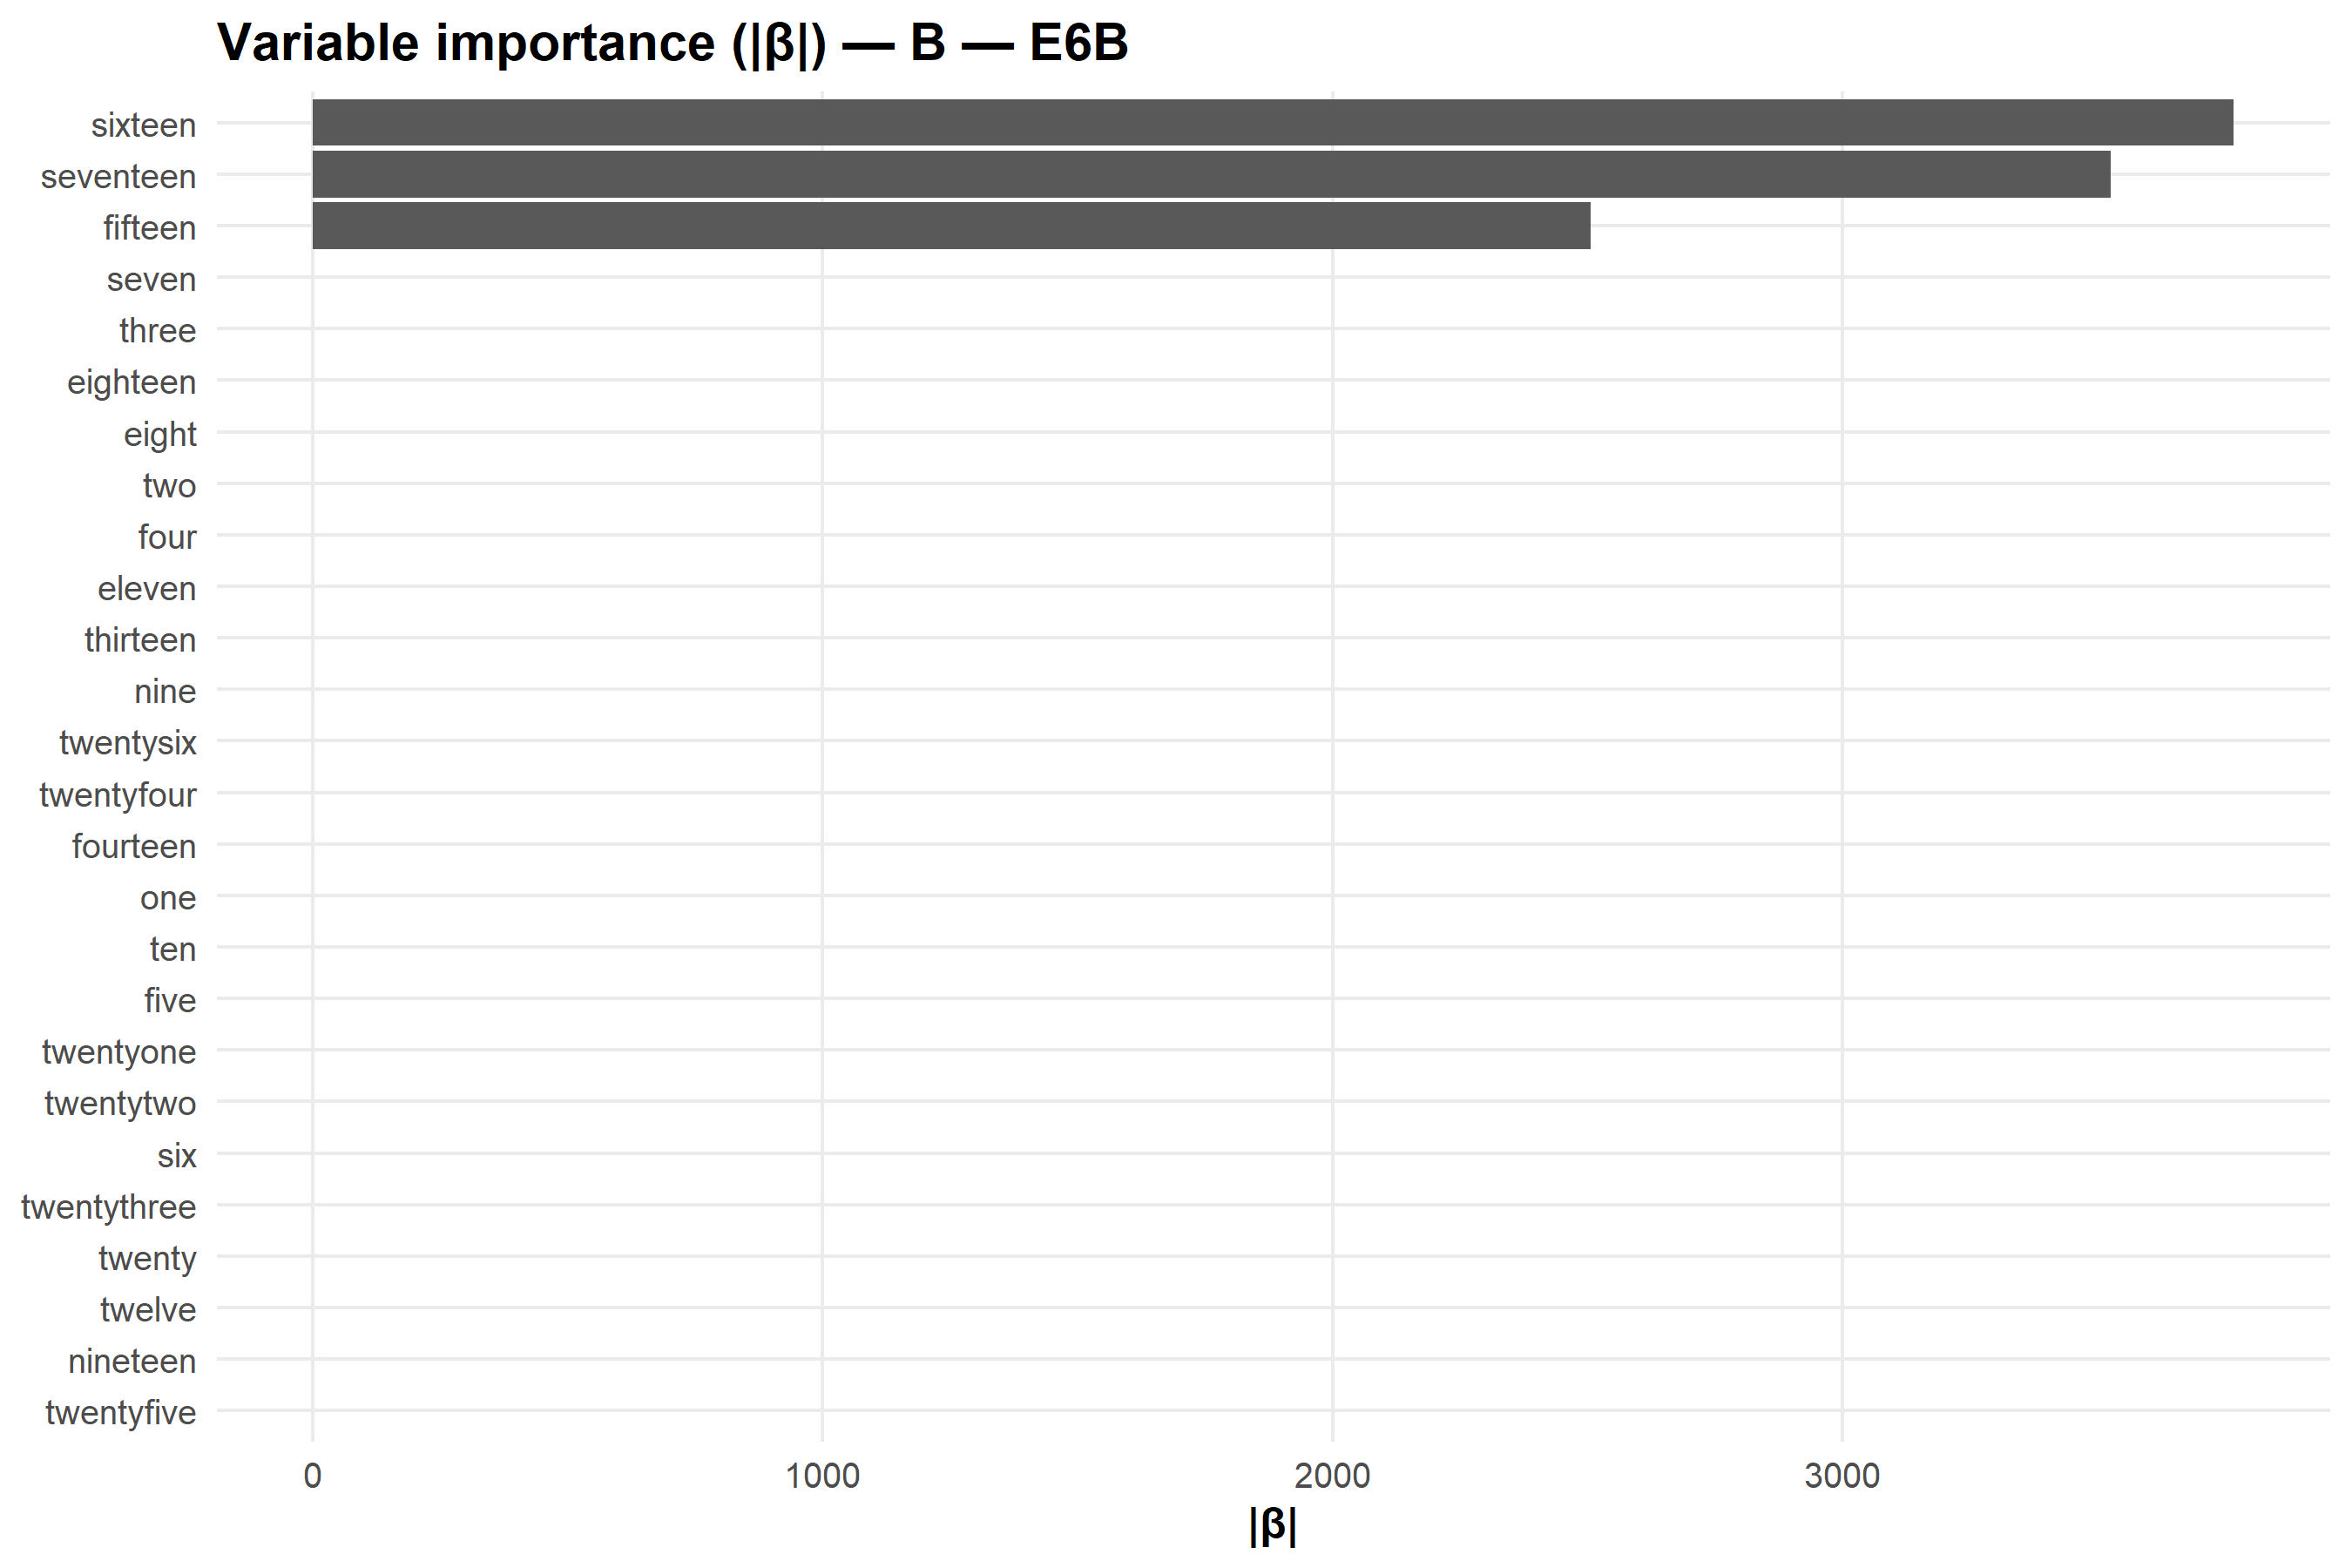 Variable importance (|β|) — B — E6B
sixteen
seventeen
fifteen
seven
three
eighteen
eight
two
four
eleven
thirteen
nine
twentysix
twentyfour
fourteen
one
ten
five
twentyone
twentytwo
six
twentythree
twenty
twelve
nineteen
twentyfive
0 1000 2000 3000
|β|